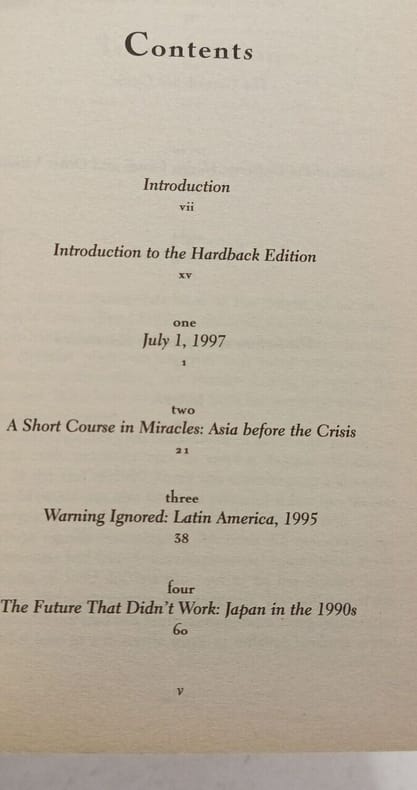 Contents
Introduction
vii
Introduction to the Hardback Edition
xv
one
July 1, 1997
1
two
A Short Course in Miracles: Asia before the Crisis
21
three
Warning Ignored: Latin America, 1995
38
four
The Future That Didn't Work: Japan in the 1990s
60
v